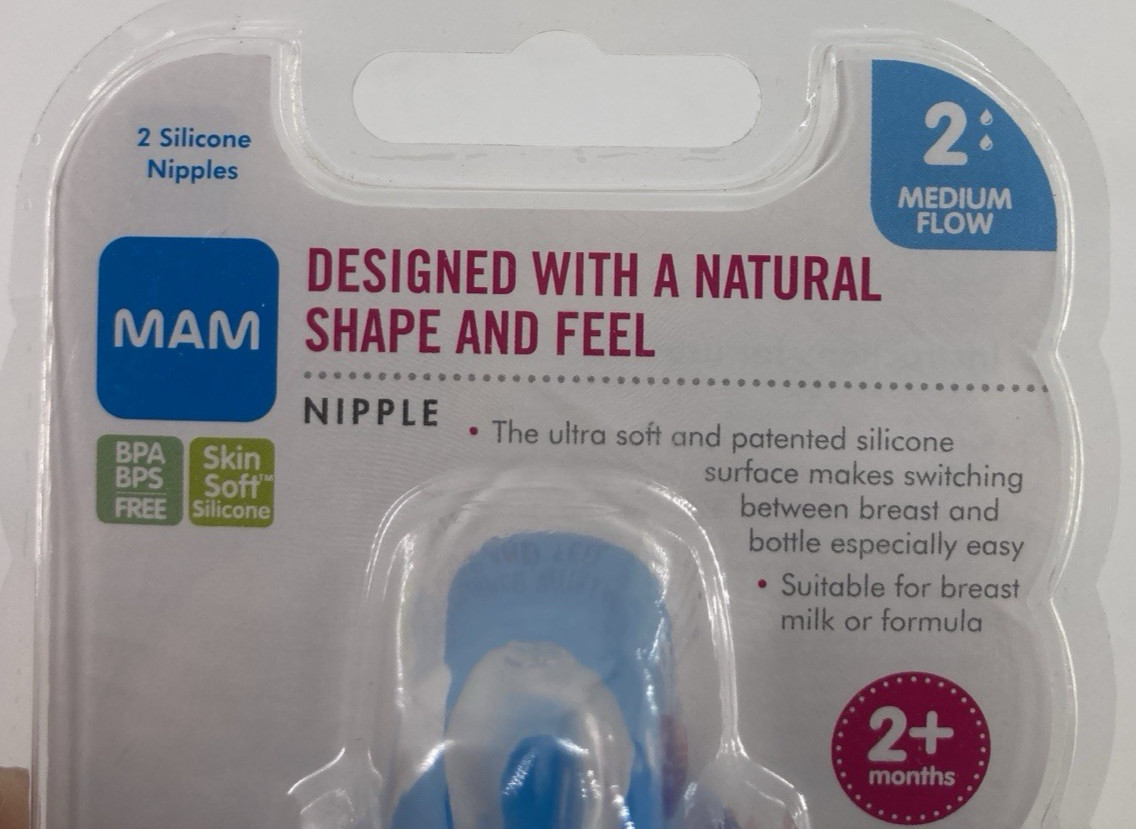 2 Silicone
Nipples
2
MEDIUM
FLOW
MAM
DESIGNED WITH A NATURAL
SHAPE AND FEEL
NIPPLE
BPA
BPS
FREE
Skin
Soft™
Silicone
• The ultra soft and patented silicone
surface makes switching
between breast and
bottle especially easy
• Suitable for breast
milk or formula
2+
months